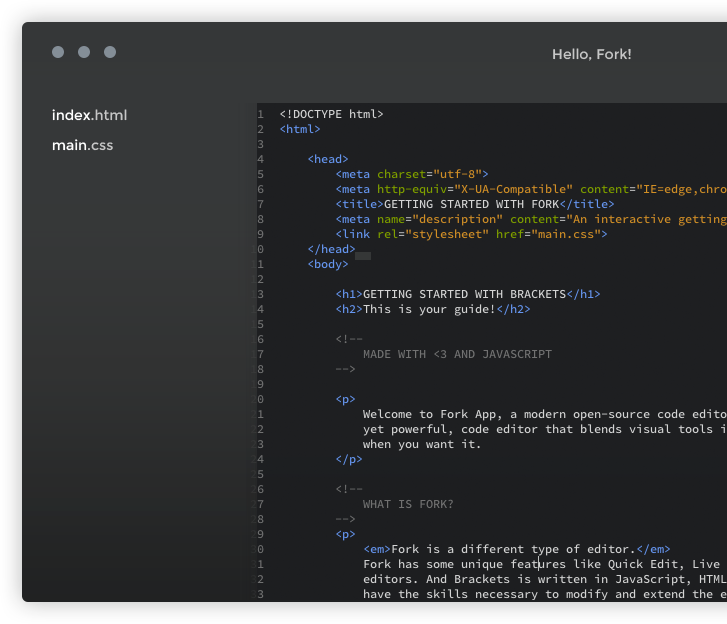 Hello, Fork!
index.html
main.css
1 <!DOCTYPE html>
2 <html>
3
4 <head>
5 <meta charset="utf-8">
6 <meta http-equiv="X-UA-Compatible" content="IE=edge,chro
7 <title>GETTING STARTED WITH FORK</title>
8 <meta name="description" content="An interactive getting
9 <link rel="stylesheet" href="main.css">
0 </head>
1 <body>
2
3 <h1>GETTING STARTED WITH BRACKETS</h1>
4 <h2>This is your guide!</h2>
5
6 <!--
7 MADE WITH <3 AND JAVASCRIPT
8 -->
9
0 <p>
1 Welcome to Fork App, a modern open-source code edito
2 yet powerful, code editor that blends visual tools i
3 when you want it.
4 </p>
5
6 <!--
7 WHAT IS FORK?
8 -->
9 <p>
0 <em>Fork is a different type of editor.</em>
1 Fork has some unique features like Quick Edit, Live
2 editors. And Brackets is written in JavaScript, HTML
3 have the skills necessary to modify and extend the e